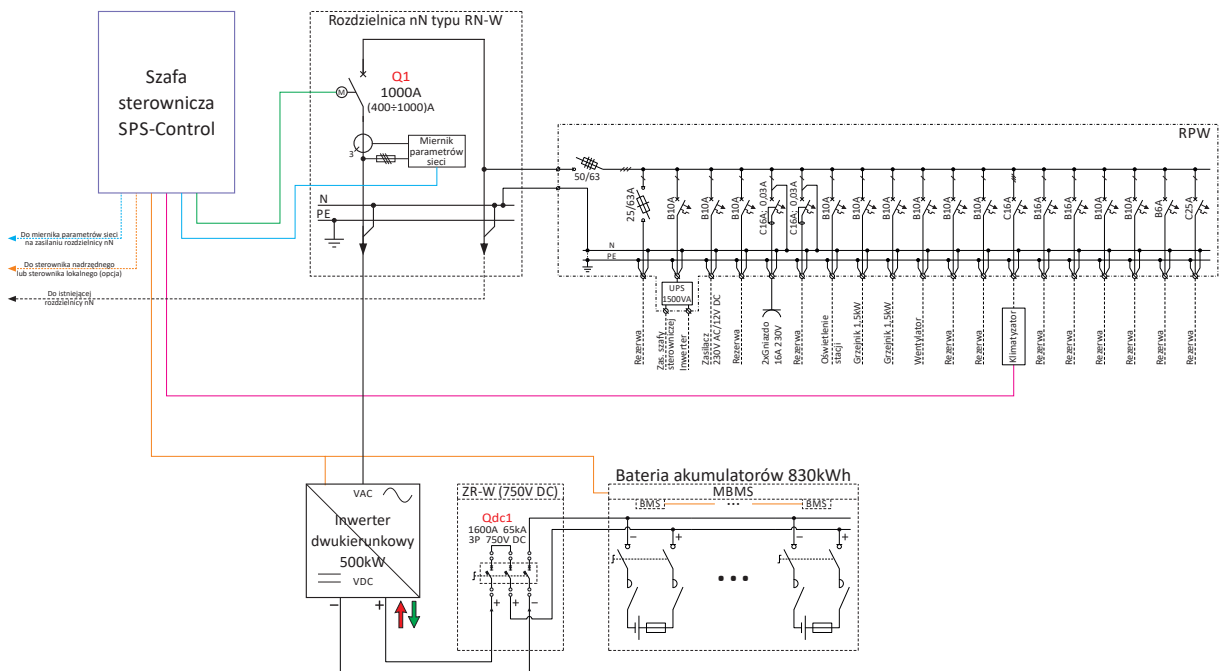 Szafa
sterownicza
SPS-Control
Rozdzielnica nN typu RN-W
Q1
1000A
(400÷1000)A
M
3
Miernik
parametrów
sieci
N
PE
Do miernika parametrów sieci
na zasilaniu rozdzielnicy nN
Do sterownika nadrzędnego
lub sterownika lokalnego (opcja)
Do istniejącej
rozdzielnicy nN
RPW
50/63
25/63A
B10A
B10A
B10A
C16A; 0,03A
C16A; 0,03A
B10A
B10A
B10A
B10A
B10A
B10A
C16A
B16A
B16A
B10A
B10A
B6A
C25A
N
PE
UPS
1500VA
Rezerwa
Zas. szafy
sterowniczej
Inwerter
Zasilacz
230V AC/12V DC
Rezerwa
2xGniazdo
16A 230V
Rezerwa
Oświetlenie
stacji
Grzejnik 1,5kW
Grzejnik 1,5kW
Wentylator
Rezerwa
Rezerwa
Klimatyzator
Rezerwa
Rezerwa
Rezerwa
Rezerwa
Rezerwa
Rezerwa
VAC
Inwerter
dwukierunkowy
500kW
VDC
−
+
ZR-W (750V DC)
Qdc1
1600A 65kA
3P 750V DC
+
+
−
Bateria akumulatorów 830kWh
MBMS
BMS
...
BMS
−
+
−
+